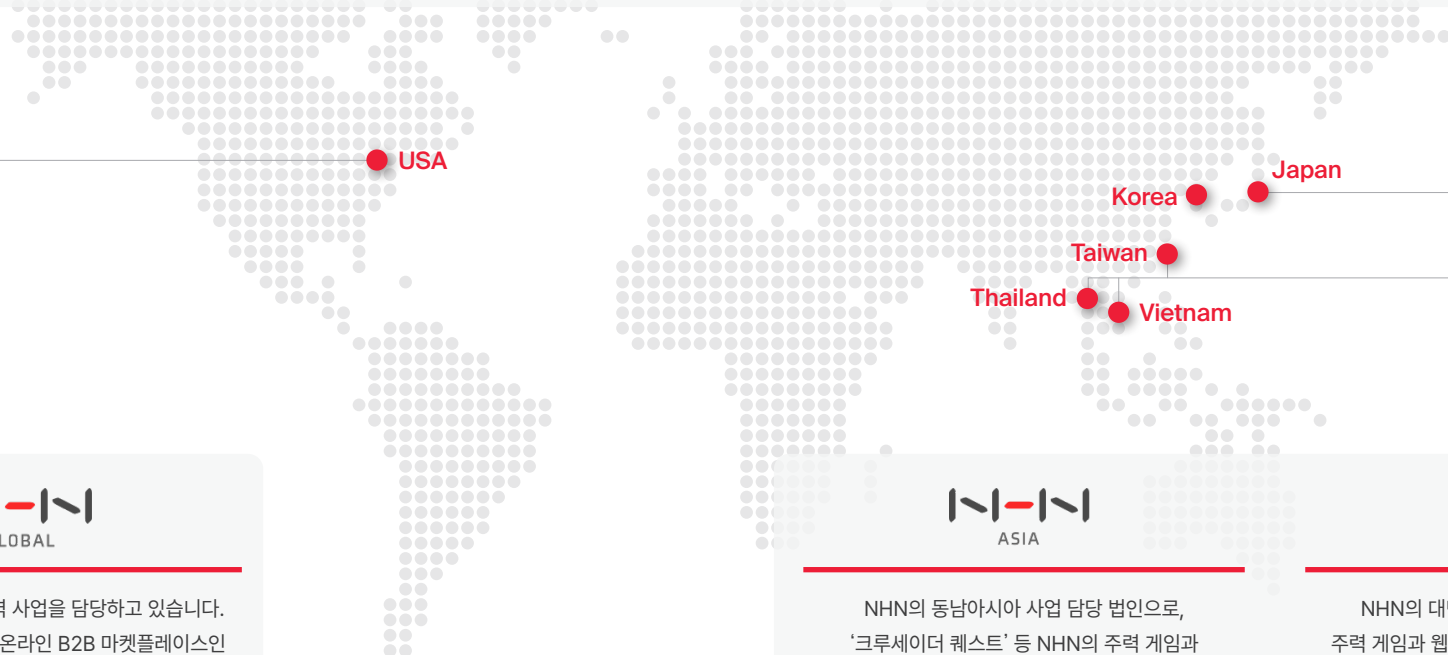 USA
Japan
Korea
Taiwan
Thailand
Vietnam
LOBAL
사업을 담당하고 있습니다.
온라인 B2B 마켓플레이스인
NHN
ASIA
NHN의 동남아시아 사업 담당 법인으로,
‘크루세이더 퀘스트’ 등 NHN의 주력 게임과
NHN의
주력 게임과